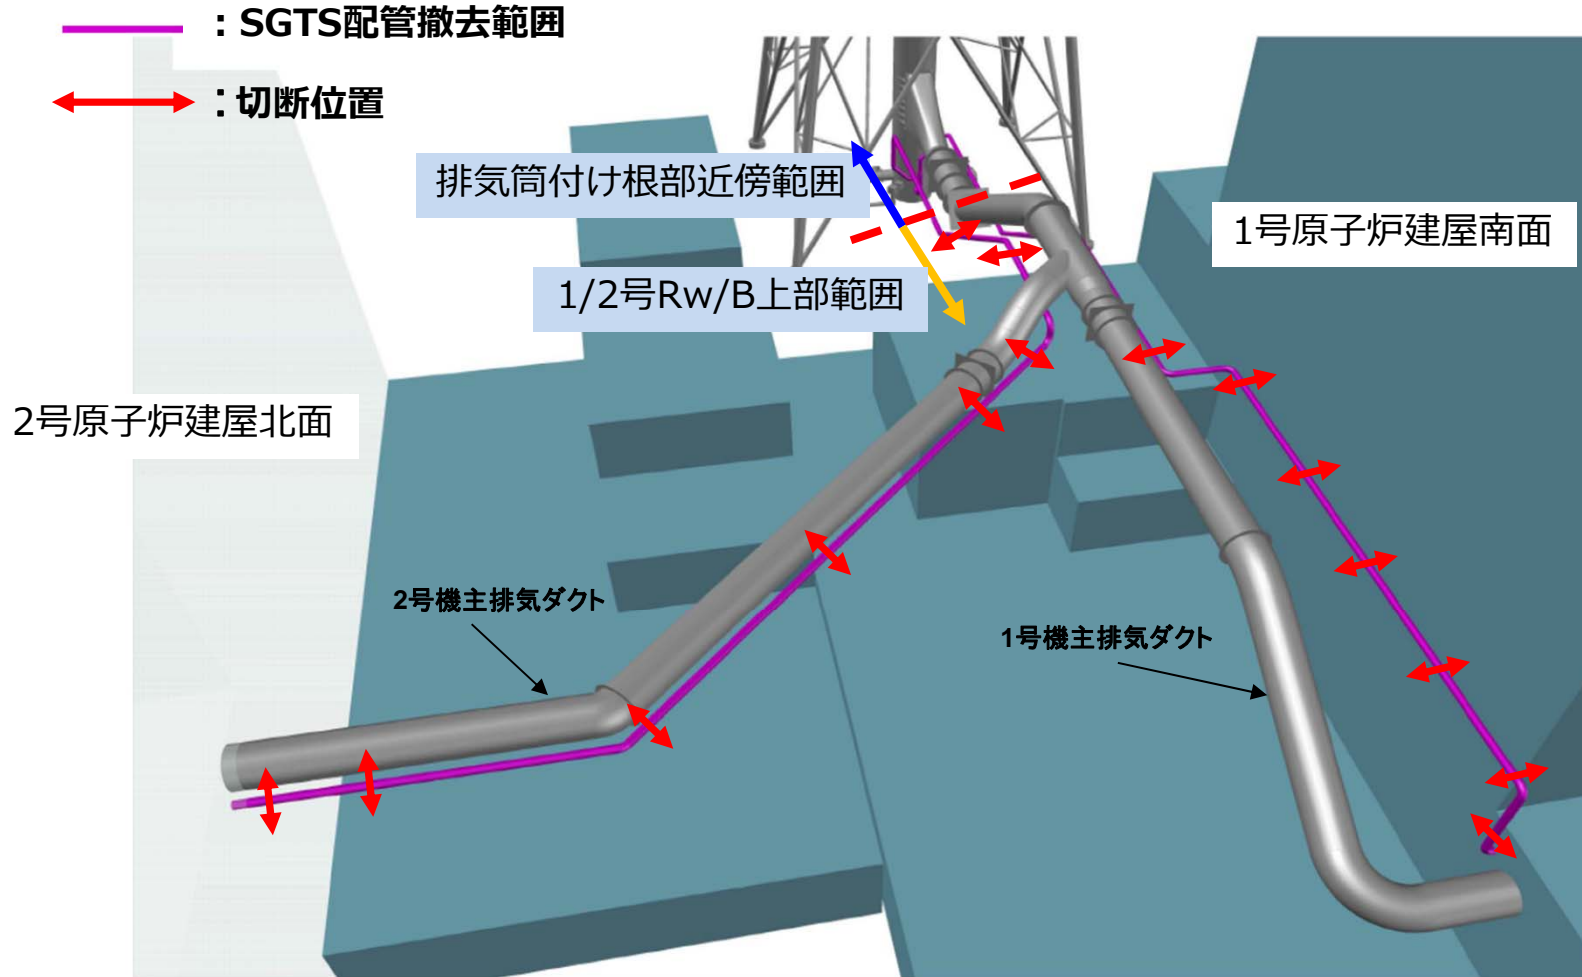 ：SGTS配管撤去範囲
：切断位置
排気筒付け根部近傍範囲
1号原子炉建屋南面
1/2号Rw/B上部範囲
2号原子炉建屋北面
2号機主排気ダクト
1号機主排気ダクト